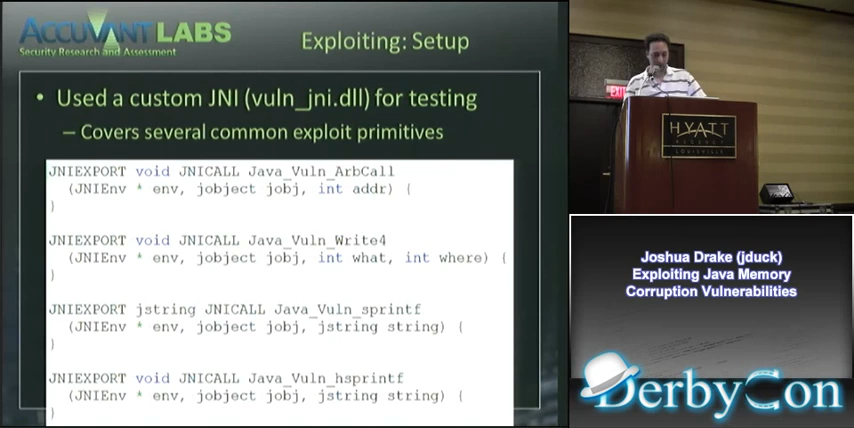 ACCUVANT LABS
Security Research and Assessment
Exploiting: Setup
• Used a custom JNI (vuln_jni.dll) for testing
– Covers several common exploit primitives
JNIEXPORT void JNICALL Java_Vuln_ArbCall
(JNIEnv * env, jobject jobj, int addr) {
}
JNIEXPORT void JNICALL Java_Vuln_Write4
(JNIEnv * env, jobject jobj, int what, int where) {
}
JNIEXPORT jstring JNICALL Java_Vuln_sprintf
(JNIEnv * env, jobject jobj, jstring string) {
}
JNIEXPORT void JNICALL Java_Vuln_hsprintf
(JNIEnv * env, jobject jobj, jstring string) {
}
EXIT
HYATT
REGENCY
LOUISVILLE
Joshua Drake (jduck)
Exploiting Java Memory
Corruption Vulnerabilities
DerbyCon